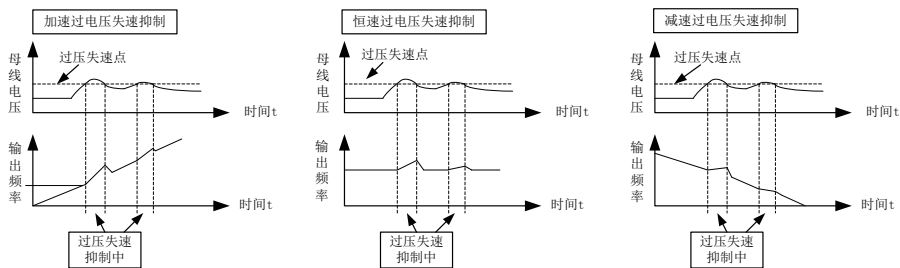 加速过电压失速抑制
母线电压
过压失速点
时间t
输出频率
时间t
过压失速
抑制中
恒速过电压失速抑制
母线电压
过压失速点
时间t
输出频率
时间t
过压失速
抑制中
减速过电压失速抑制
母线电压
过压失速点
时间t
输出频率
时间t
过压失速
抑制中